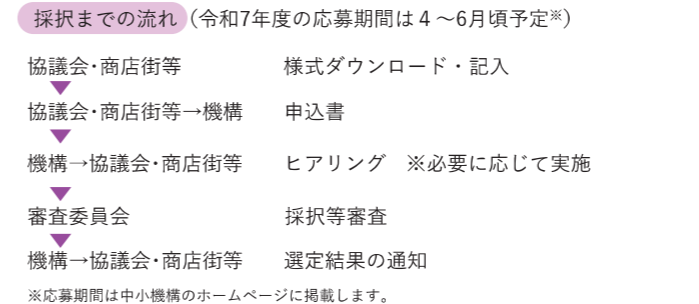 採択までの流れ（令和7年度の応募期間は4～6月頃予定※）
協議会･商店街等　様式ダウンロード・記入
協議会･商店街等→機構　申込書
機構→協議会･商店街等　ヒアリング　※必要に応じて実施
審査委員会　採択等審査
機構→協議会･商店街等　選定結果の通知
※応募期間は中小機構のホームページに掲載します。